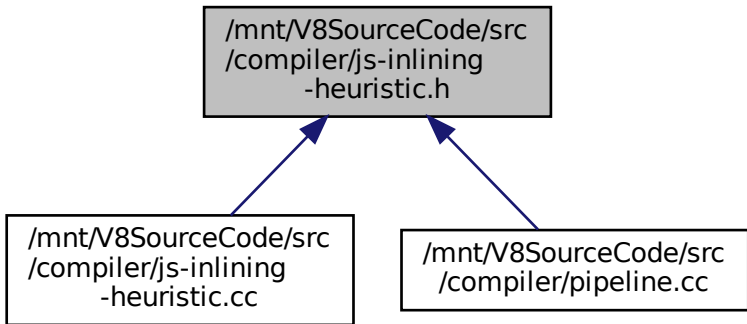 /mnt/V8SourceCode/src
/compiler/js-inlining
-heuristic.h
/mnt/V8SourceCode/src
/compiler/js-inlining
-heuristic.cc
/mnt/V8SourceCode/src
/compiler/pipeline.cc